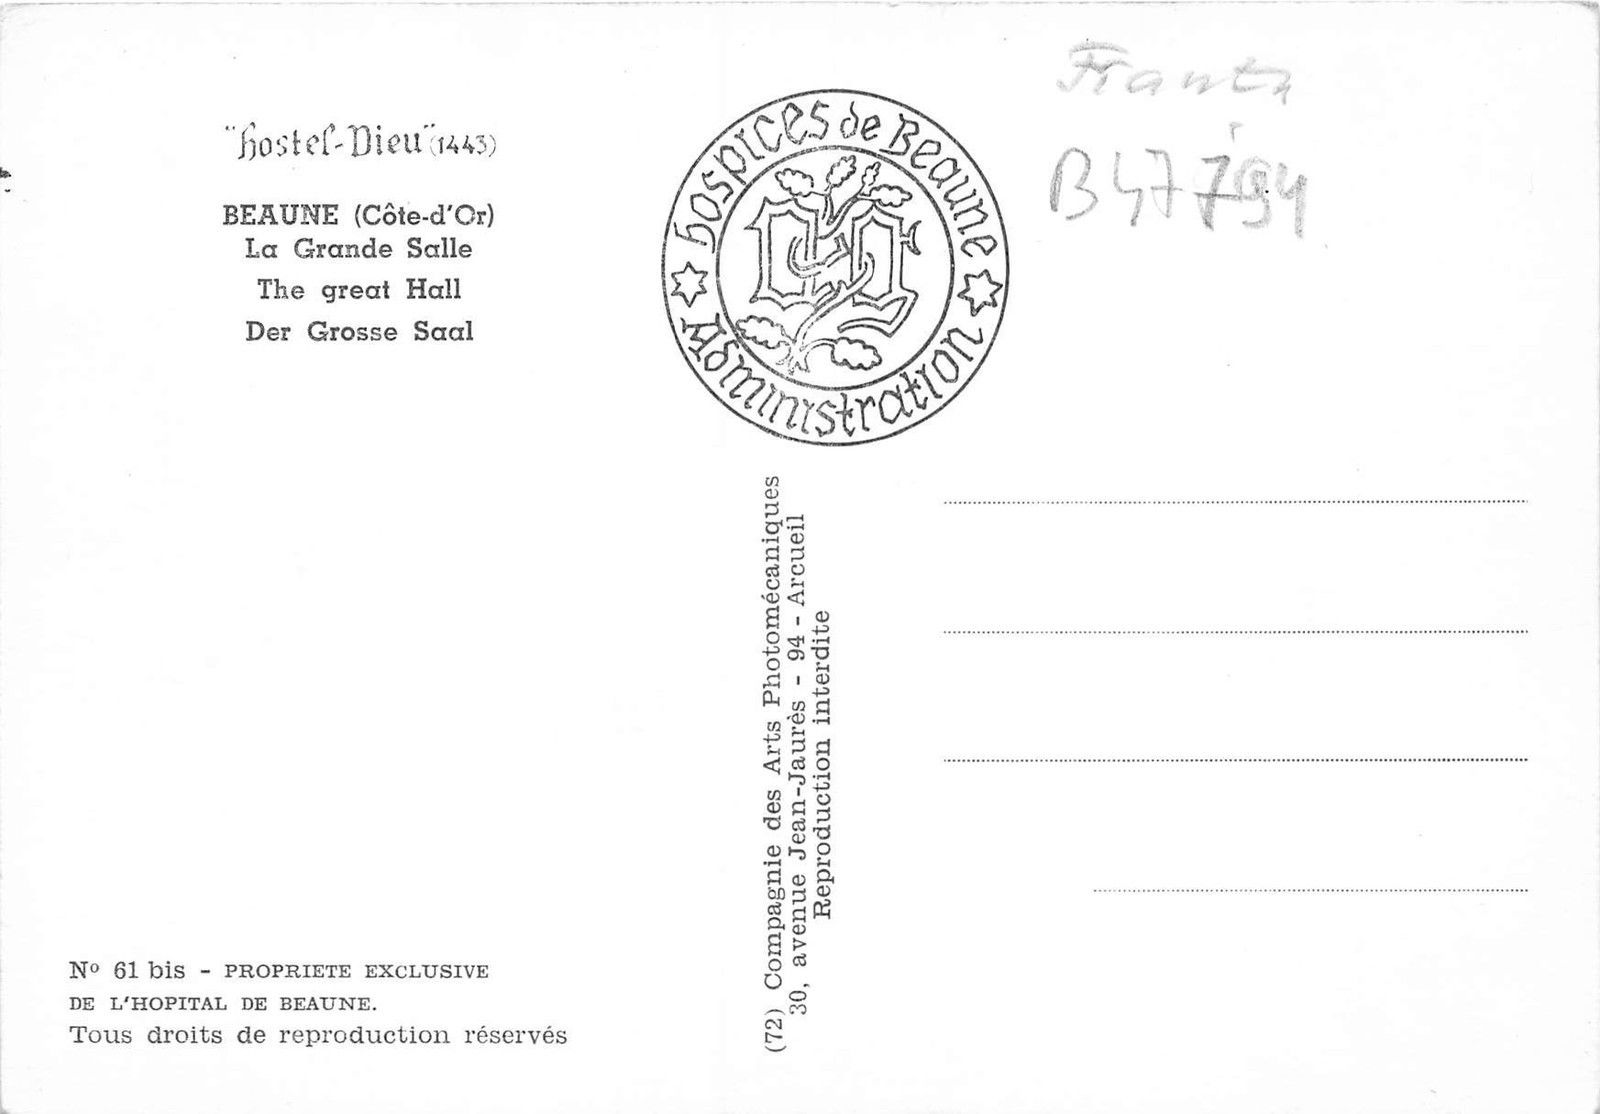 "hostel-Dieu" (1443)
BEAUNE (Côte-d'Or)
La Grande Salle
The great Hall
Der Grosse Saal
hospices de Beaune
Administration
B 47794
(72) Compagnie des Arts Photomécaniques
30, avenue Jean-Jaurès - 94 - Arcueil
Reproduction interdite
Nº 61 bis - PROPRIETE EXCLUSIVE
DE L'HOPITAL DE BEAUNE.
Tous droits de reproduction réservés